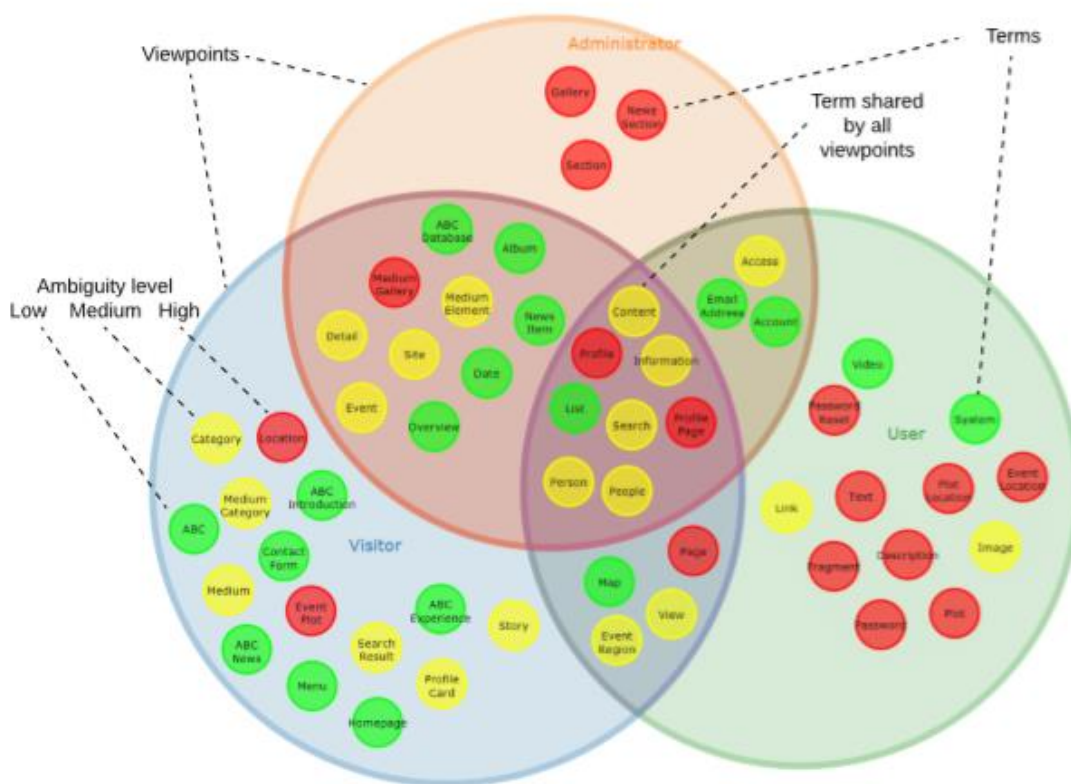 Administrator
Viewpoints
Terms
Gallery
News
Section
Section
Term shared
by all
viewpoints
ABC
Database
Album
Access
Medium
Gallery
Medium
Element
Email
Address
Account
Content
News
Item
Ambiguity level
Low Medium High
Detail
Site
Profile
Information
Date
Video
Event
List
Search
Profile
Page
Password
Reset
System
Overview
User
Category
Location
Person
People
Event
Location
Plot
Location
Text
Link
Medium
Category
ABC
Introduction
ABC
Visitor
Contact
Form
Page
Description
Image
Fragment
Map
Medium
Event
Plot
ABC
Experience
Story
View
Password
Plot
Event
Region
ABC
News
Search
Result
Menu
Profile
Card
Homepage